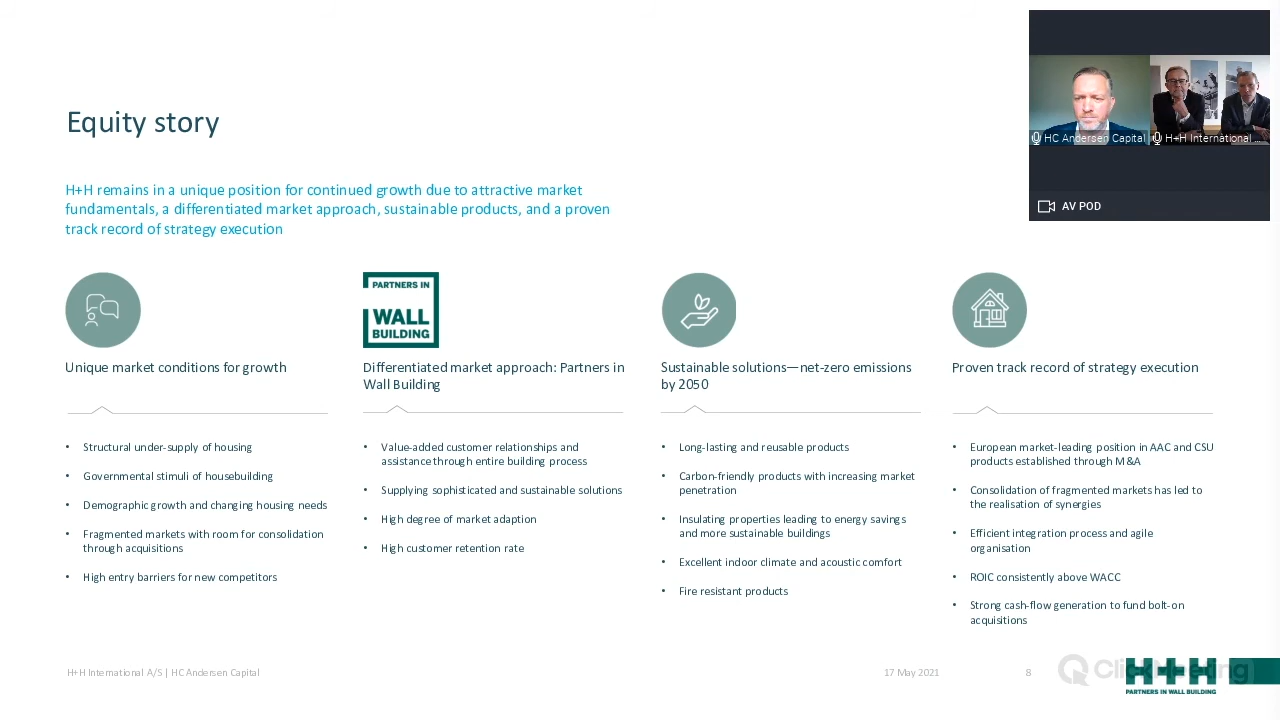 HC Andersen Capital
H+H International ...
AV POD
Equity story
H+H remains in a unique position for continued growth due to attractive market
fundamentals, a differentiated market approach, sustainable products, and a proven
track record of strategy execution
PARTNERS IN
WALL
BUILDING
Unique market conditions for growth
Structural under-supply of housing
Governmental stimuli of housebuilding
Demographic growth and changing housing needs
Fragmented markets with room for consolidation
through acquisitions
High entry barriers for new competitors
Differentiated market approach: Partners in
Wall Building
Value-added customer relationships and
assistance through entire building process
Supplying sophisticated and sustainable solutions
High degree of market adaption
High customer retention rate
Sustainable solutions—net-zero emissions
by 2050
Long-lasting and reusable products
Carbon-friendly products with increasing market
penetration
Insulating properties leading to energy savings
and more sustainable buildings
Excellent indoor climate and acoustic comfort
Fire resistant products
Proven track record of strategy execution
European market-leading position in AAC and CSU
products established through M&A
Consolidation of fragmented markets has led to
the realisation of synergies
Efficient integration process and agile
organisation
ROIC consistently above WACC
Strong cash-flow generation to fund bolt-on
acquisitions
H+H International A/S | HC Andersen Capital
17 May 2021
8
ClickMeeting
H+H
PARTNERS IN WALL BUILDING